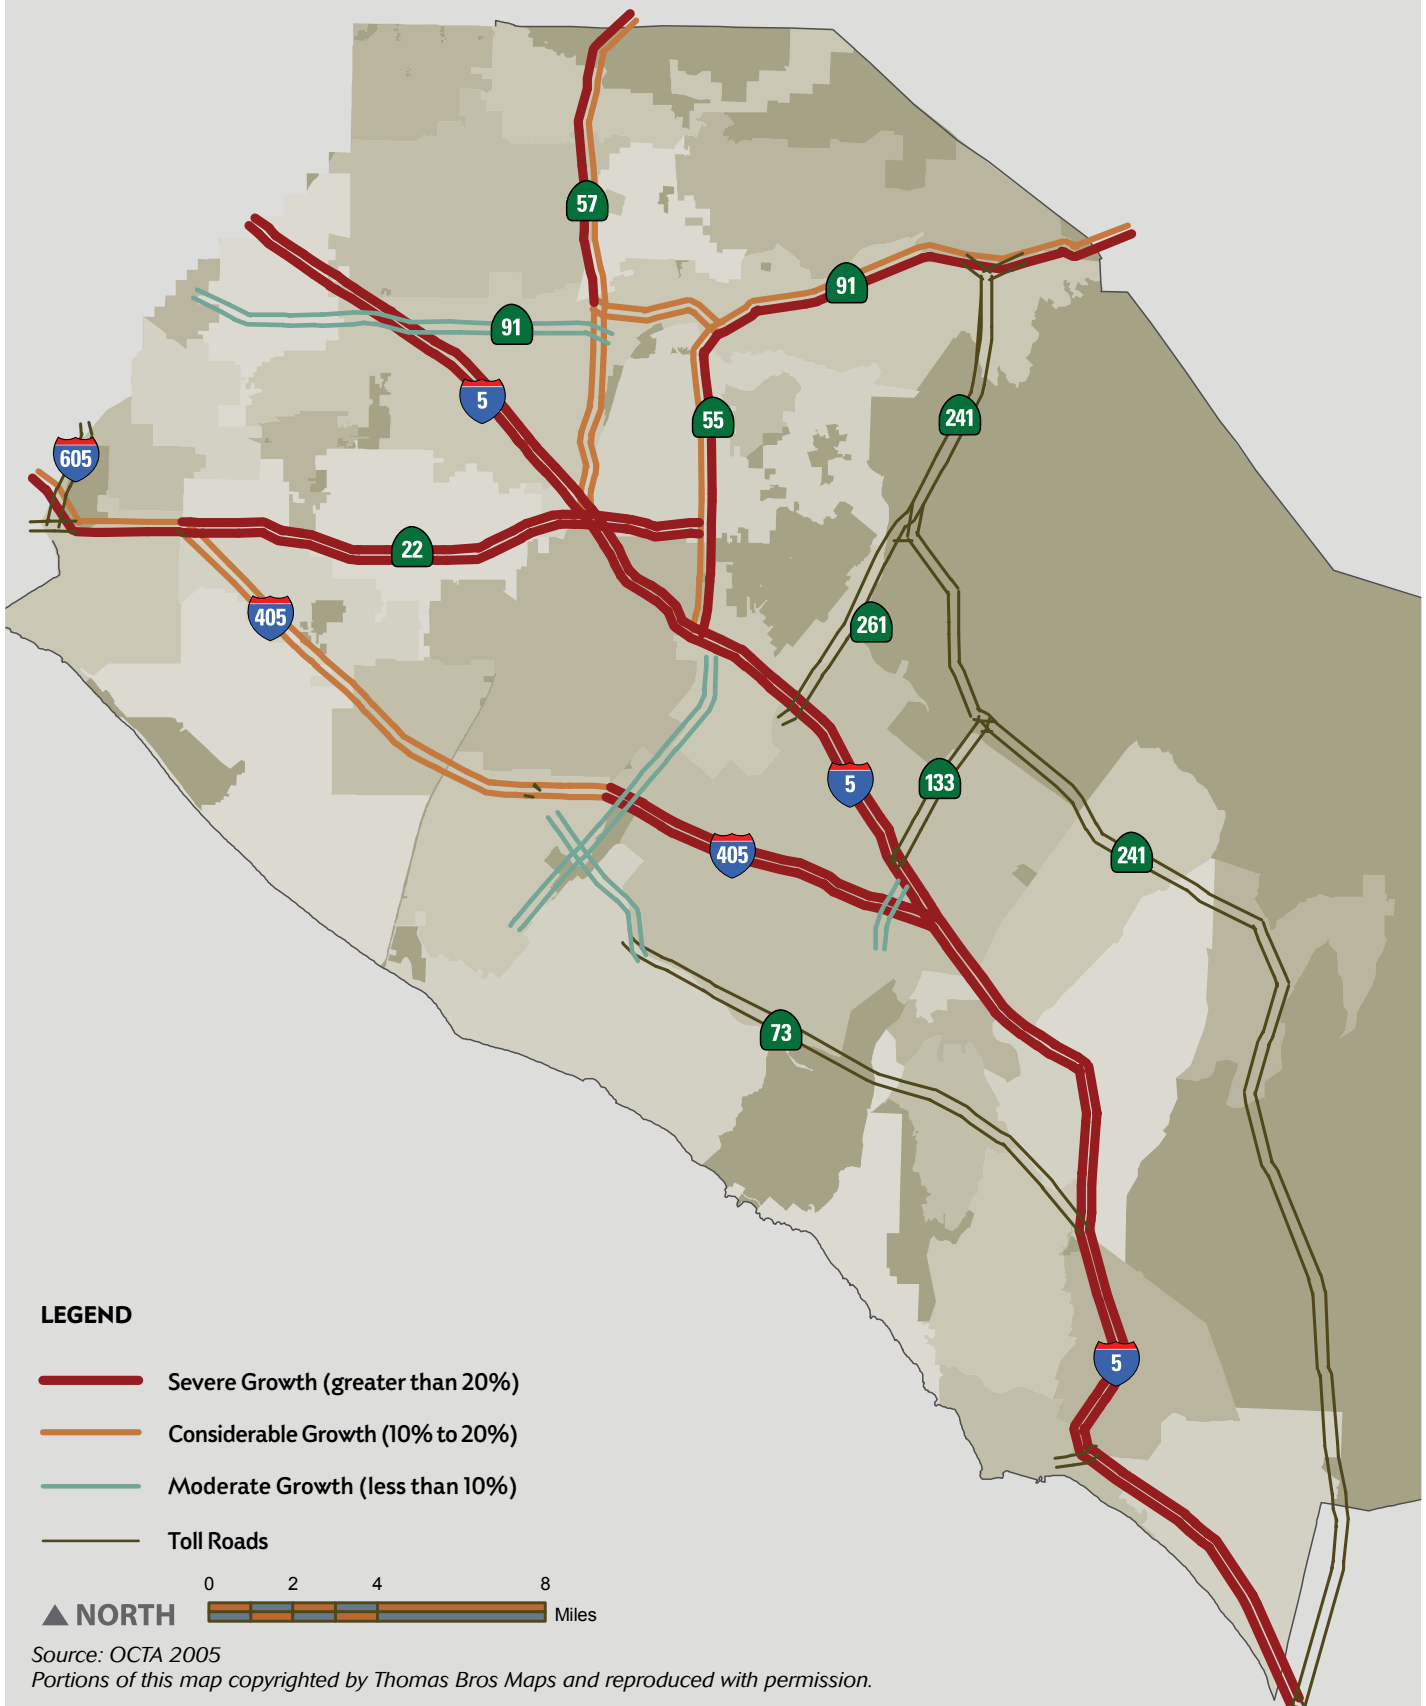 57
91
91
5
55
241
605
22
405
261
5
133
405
241
73
5
LEGEND
Severe Growth (greater than 20%)
Considerable Growth (10% to 20%)
Moderate Growth (less than 10%)
Toll Roads
0 2 4 8
NORTH
Miles
Source: OCTA 2005
Portions of this map copyrighted by Thomas Bros Maps and reproduced with permission.